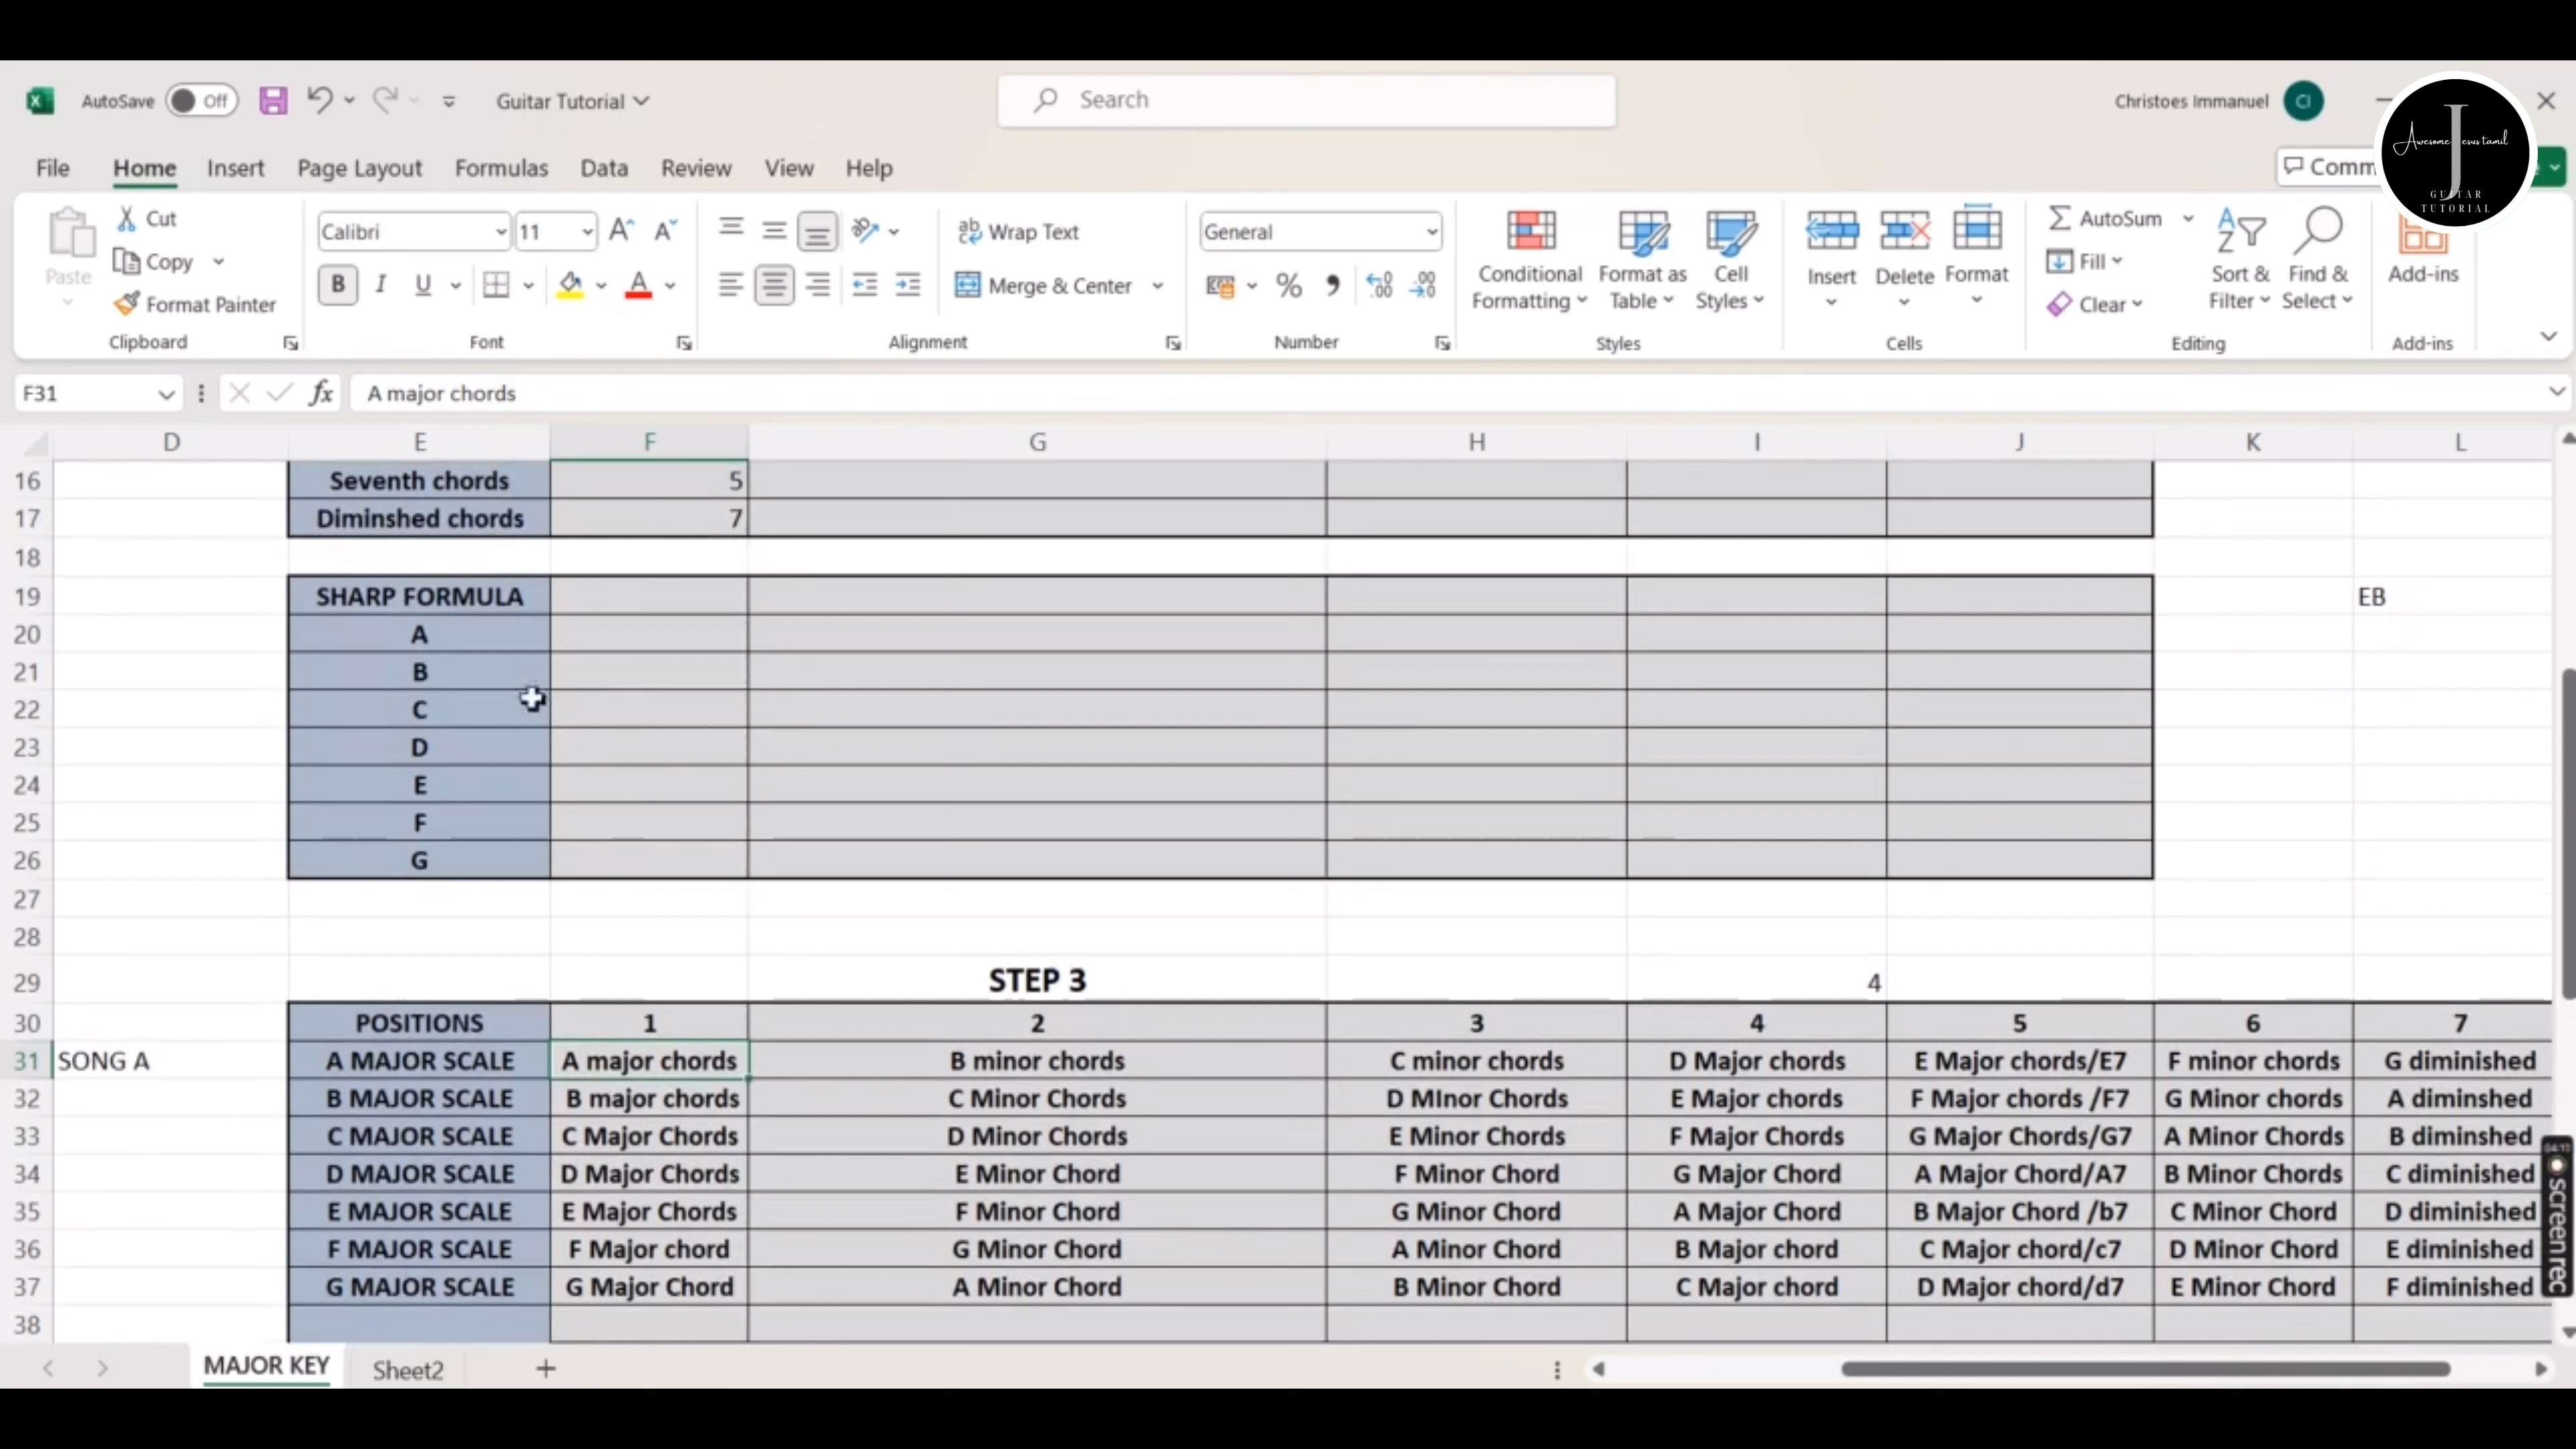 AutoSave Off Guitar Tutorial Search Christoes Immanuel CI
Awesome Jesus tamil
J
GUITAR
TUTORIAL
File Home Insert Page Layout Formulas Data Review View Help Comm
Paste Cut
Copy
Format Painter
Clipboard
Calibri 11
B I U
Font
Wrap Text
Merge & Center
Alignment
General
Number
Conditional Formatting
Format as Table
Cell Styles
Styles
Insert Delete Format
Cells
AutoSum
Fill
Clear
Sort & Filter
Find & Select
Editing
Add-ins
Add-ins
F31 fx A major chords
D E F G H I J K L
16 Seventh chords 5
17 Diminshed chords 7
18
19 SHARP FORMULA EB
20 A
21 B
22 C
23 D
24 E
25 F
26 G
27
28
29 STEP 3 4
30 POSITIONS 1 2 3 4 5 6 7
31 SONG A A MAJOR SCALE A major chords B minor chords C minor chords D Major chords E Major chords/E7 F minor chords G diminished
32 B MAJOR SCALE B major chords C Minor Chords D MInor Chords E Major chords F Major chords /F7 G Minor chords A diminshed
33 C MAJOR SCALE C Major Chords D Minor Chords E Minor Chords F Major Chords G Major Chords/G7 A Minor Chords B diminshed
34 D MAJOR SCALE D Major Chords E Minor Chord F Minor Chord G Major Chord A Major Chord/A7 B Minor Chords C diminished
35 E MAJOR SCALE E Major Chords F Minor Chord G Minor Chord A Major Chord B Major Chord /b7 C Minor Chord D diminished
36 F MAJOR SCALE F Major chord G Minor Chord A Minor Chord B Major chord C Major chord/c7 D Minor Chord E diminished
37 G MAJOR SCALE G Major Chord A Minor Chord B Minor Chord C Major chord D Major chord/d7 E Minor Chord F diminished
38
screenrec
MAJOR KEY Sheet2